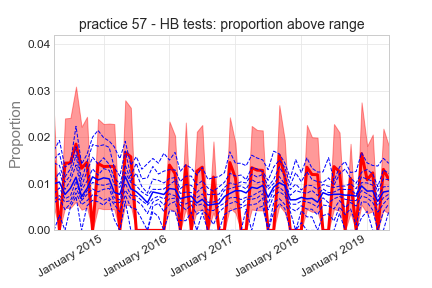 practice 57 - HB tests: proportion above range
Proportion
0.04
0.03
0.02
0.01
0.00
January 2015
January 2016
January 2017
January 2018
January 2019